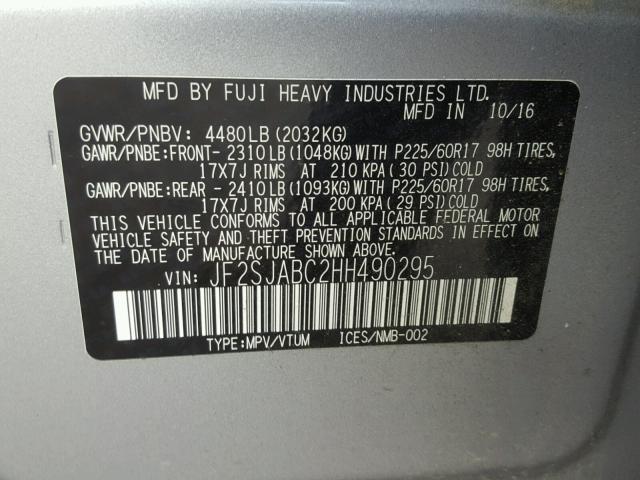 MFD BY FUJI HEAVY INDUSTRIES LTD.
MFD IN 10/16
GVWR/PNBV: 4480LB (2032KG)
GAWR/PNBE:FRONT- 2310LB(1048KG)WITH P225/60R17 98H TIRES,
17X7J RIMS AT 210 KPA(30 PSI)COLD
GAWR/PNBE:REAR - 2410LB(1093KG)WITH P225/60R17 98H TIRES,
17X7J RIMS AT 200 KPA(29 PSI)COLD
THIS VEHICLE CONFORMS TO ALL APPLICABLE FEDERAL MOTOR
VEHICLE SAFETY AND THEFT PREVENTION STANDARDS IN EFFECT ON
THE DATE OF MANUFACTURE SHOWN ABOVE.
VIN: JF2SJABC2HH490295
TYPE:MPV/VTUM ICES/NMB-002